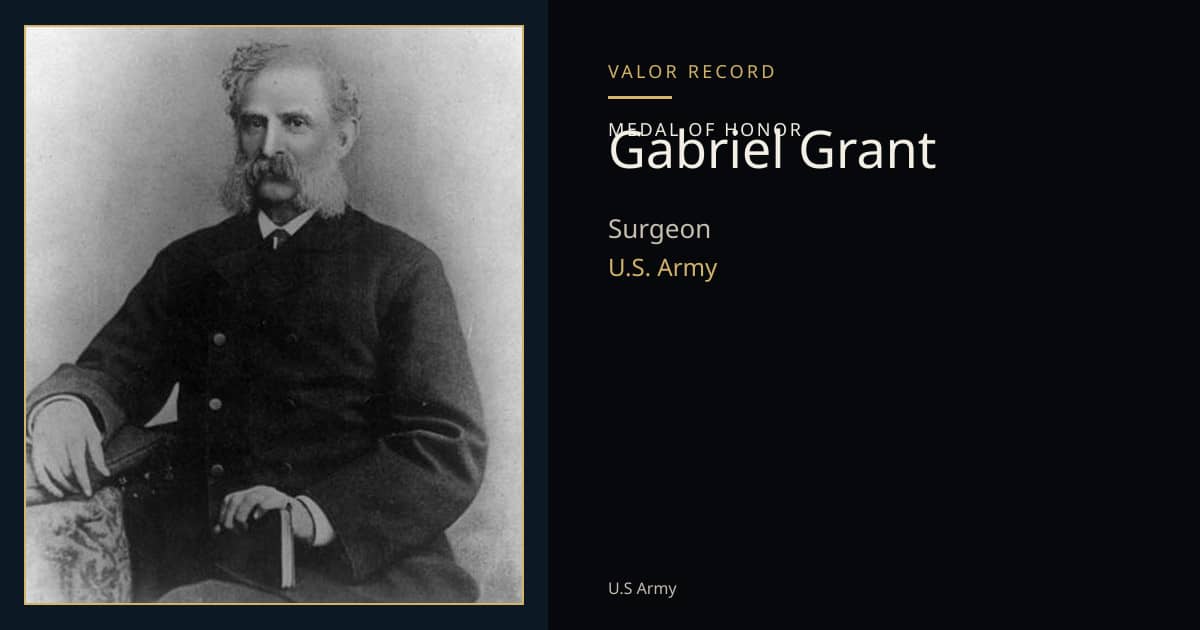 VALOR RECORD
MEDAL OF HONOR
Gabriel Grant
Surgeon
U.S. Army
U.S Army